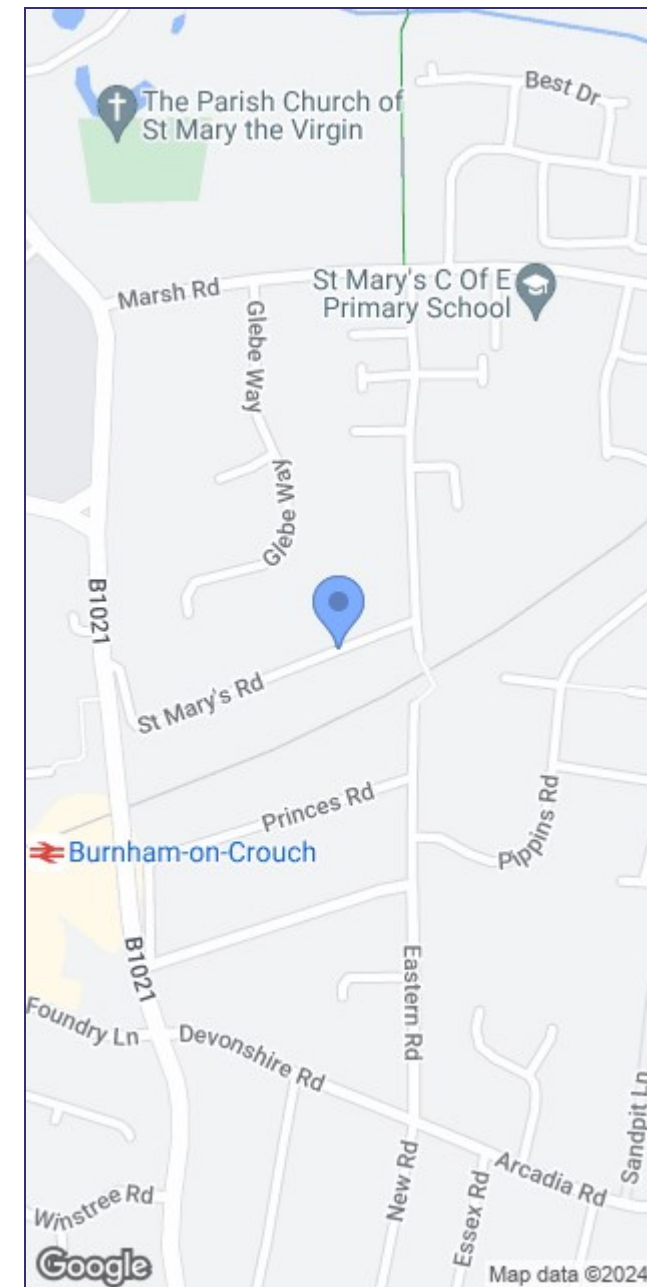 Best Dr
The Parish Church of
St Mary the Virgin
St Mary's C Of E
Primary School
Marsh Rd
Glebe Way
Glebe Way
B1021
St Mary's Rd
Princes Rd
Pippins Rd
Burnham-on-Crouch
B1021
Eastern Rd
Foundry Ln
Devonshire Rd
Sandpit Ln
Arcadia Rd
New Rd
Essex Rd
Winstree Rd
Google
Map data ©2024